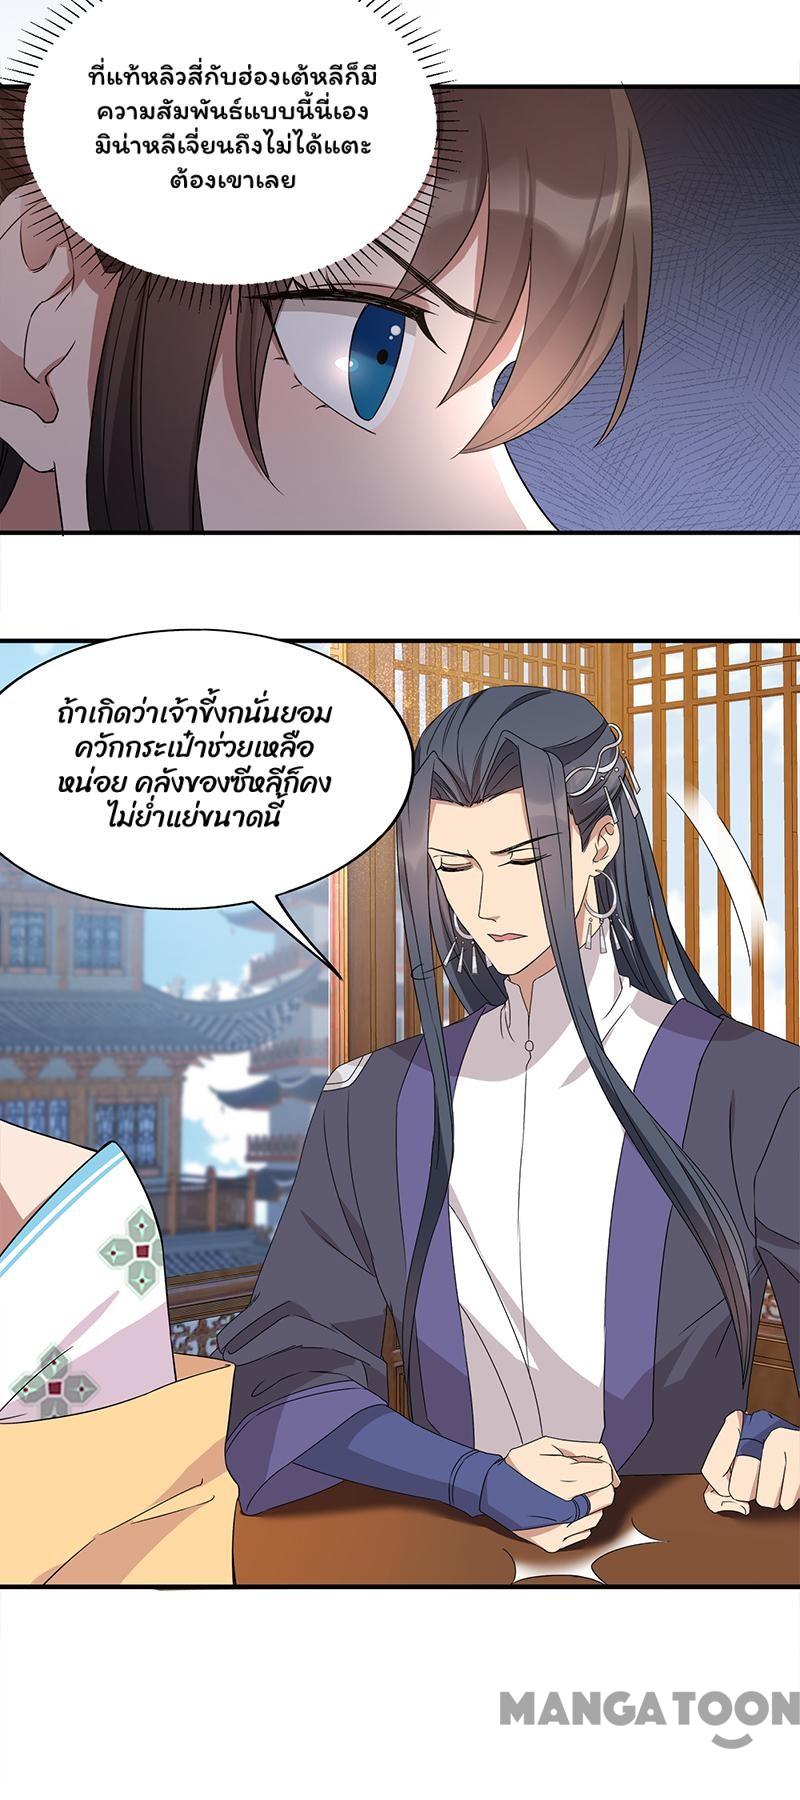 ที่แท้หลิวสี่กับฮ่องเต้หลีก็มี
ความสัมพันธ์แบบนี้นี่เอง
มิน่าหลีเจี่ยนถึงไม่ได้แตะ
ต้องเขาเลย
ถ้าเกิดว่าเจ้าขี้งกนั่นยอม
ควักกระเป๋าช่วยเหลือ
หน่อย คลังของซีหลีก็คง
ไม่ย่ำแย่ขนาดนี้
MANGATOON